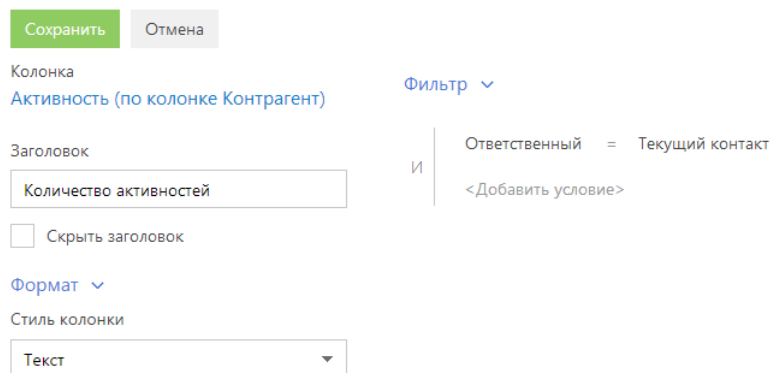 Сохранить Отмена
Колонка
Активность (по колонке Контрагент)
Заголовок
Количество активностей
Скрыть заголовок
Формат
Стиль колонки
Текст
Фильтр
И
Ответственный = Текущий контакт
<Добавить условие>